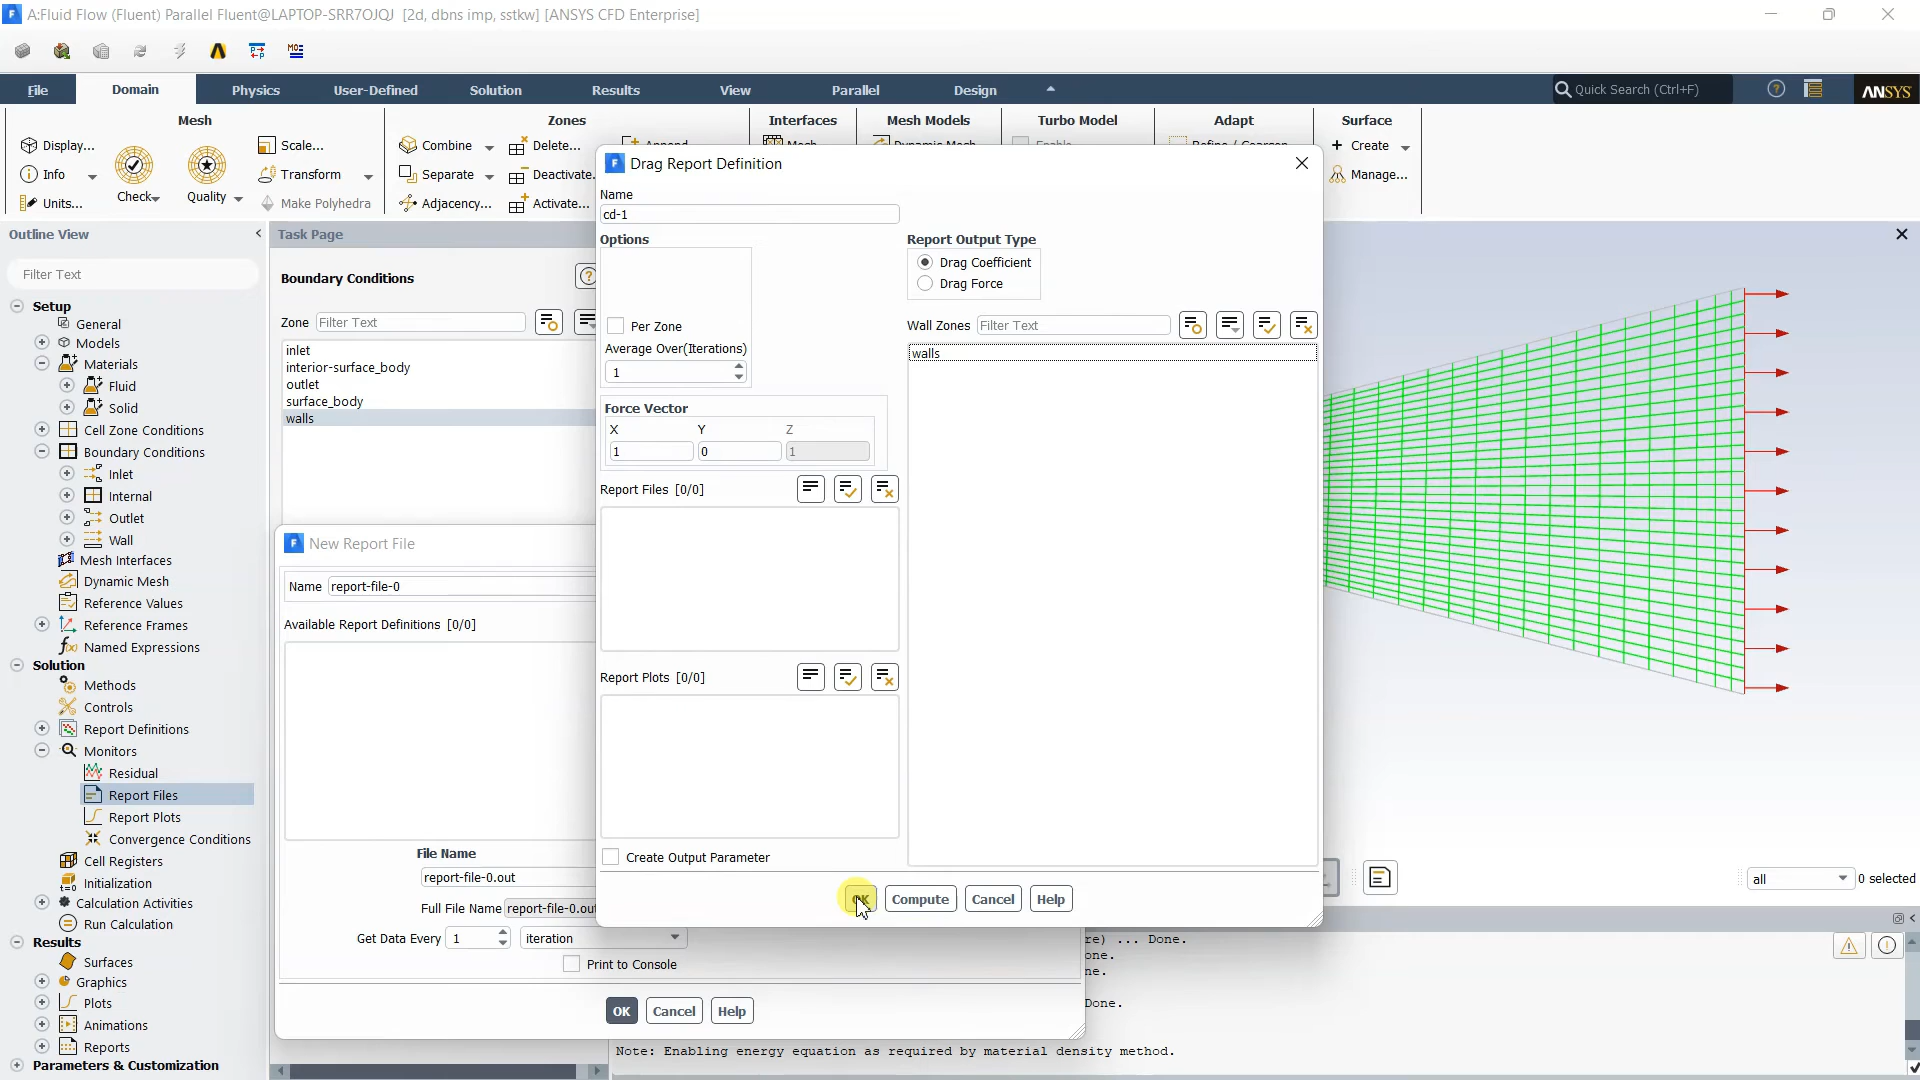 A:Fluid Flow (Fluent) Parallel Fluent@LAPTOP-SRR7OJQJ [2d, dbns imp, sstkw] [ANSYS CFD Enterprise]
File
Domain
Physics
User-Defined
Solution
Results
View
Parallel
Design
Quick Search (Ctrl+F)
ANSYS
Mesh
Display...
Info
Units...
Check
Quality
Scale...
Transform
Make Polyhedra
Zones
Combine
Separate
Adjacency...
Delete...
Deactivate.
Activate...
Append
Interfaces
Mesh
Mesh Models
Dynamic Mesh
Turbo Model
Enable
Adapt
Refine / Coarsen
Surface
Create
Manage...
Outline View
Filter Text
Setup
General
Models
Materials
Fluid
Solid
Cell Zone Conditions
Boundary Conditions
Inlet
Internal
Outlet
Wall
Mesh Interfaces
Dynamic Mesh
Reference Values
Reference Frames
Named Expressions
Solution
Methods
Controls
Report Definitions
Monitors
Residual
Report Files
Report Plots
Convergence Conditions
Cell Registers
Initialization
Calculation Activities
Run Calculation
Results
Surfaces
Graphics
Plots
Animations
Reports
Parameters & Customization
Task Page
Boundary Conditions
Zone Filter Text
inlet
interior-surface_body
outlet
surface_body
walls
New Report File
Name report-file-0
Available Report Definitions [0/0]
File Name
report-file-0.out
Full File Name report-file-0.out
Get Data Every 1 iteration
Print to Console
OK Cancel Help
Drag Report Definition
Name
cd-1
Options
Per Zone
Average Over(Iterations)
1
Force Vector
X Y Z
1 0 1
Report Files [0/0]
Report Plots [0/0]
Create Output Parameter
Report Output Type
Drag Coefficient
Drag Force
Wall Zones Filter Text
walls
OK Compute Cancel Help
all
0 selected
re) ... Done.
one.
ne.
Done.
Note: Enabling energy equation as required by material density method.